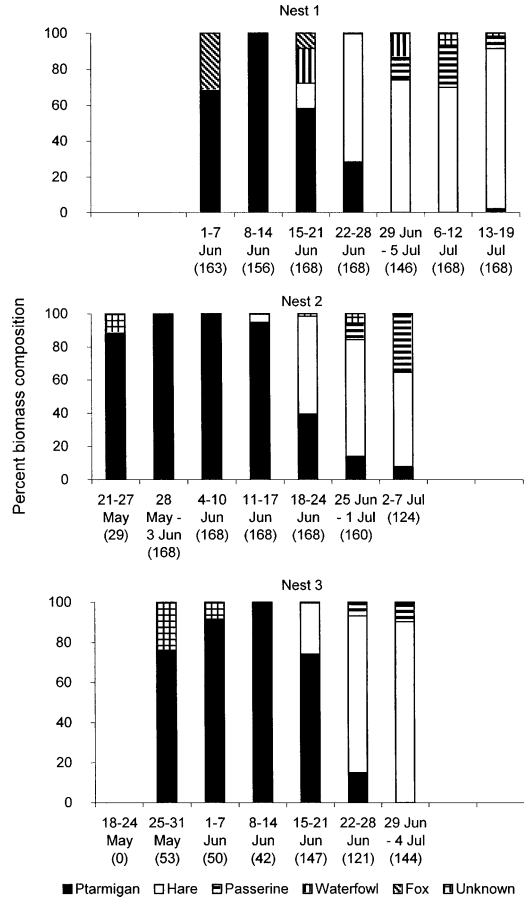 Nest 1
100
80
60
40
20
0
1-7 8-14 15-21 22-28 29 Jun 6-12 13-19
Jun Jun Jun Jun - 5 Jul Jul Jul
(163) (156) (168) (168) (146) (168) (168)
Percent biomass composition
Nest 2
100
80
60
40
20
0
21-27 28 4-10 11-17 18-24 25 Jun 2-7 Jul
May May - Jun Jun Jun - 1 Jul (124)
(29) 3 Jun (168) (168) (168) (160)
(168)
Nest 3
100
80
60
40
20
0
18-24 25-31 1-7 8-14 15-21 22-28 29 Jun
May May Jun Jun Jun Jun - 4 Jul
(0) (53) (50) (42) (147) (121) (144)
Ptarmigan Hare Passerine Waterfowl Fox Unknown